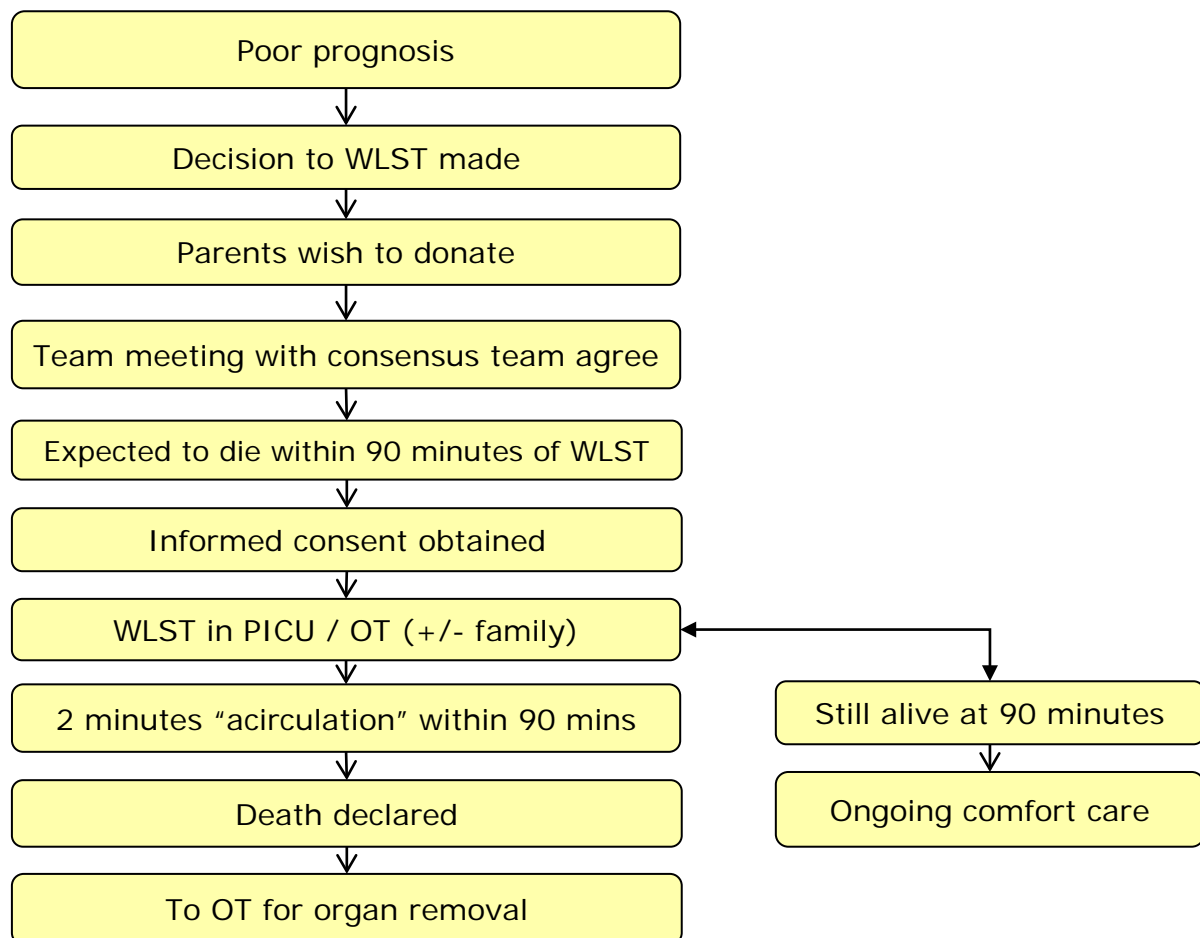 Poor prognosis
Decision to WLST made
Parents wish to donate
Team meeting with consensus team agree
Expected to die within 90 minutes of WLST
Informed consent obtained
WLST in PICU / OT (+/- family)
2 minutes “acirculation” within 90 mins
Still alive at 90 minutes
Death declared
Ongoing comfort care
To OT for organ removal